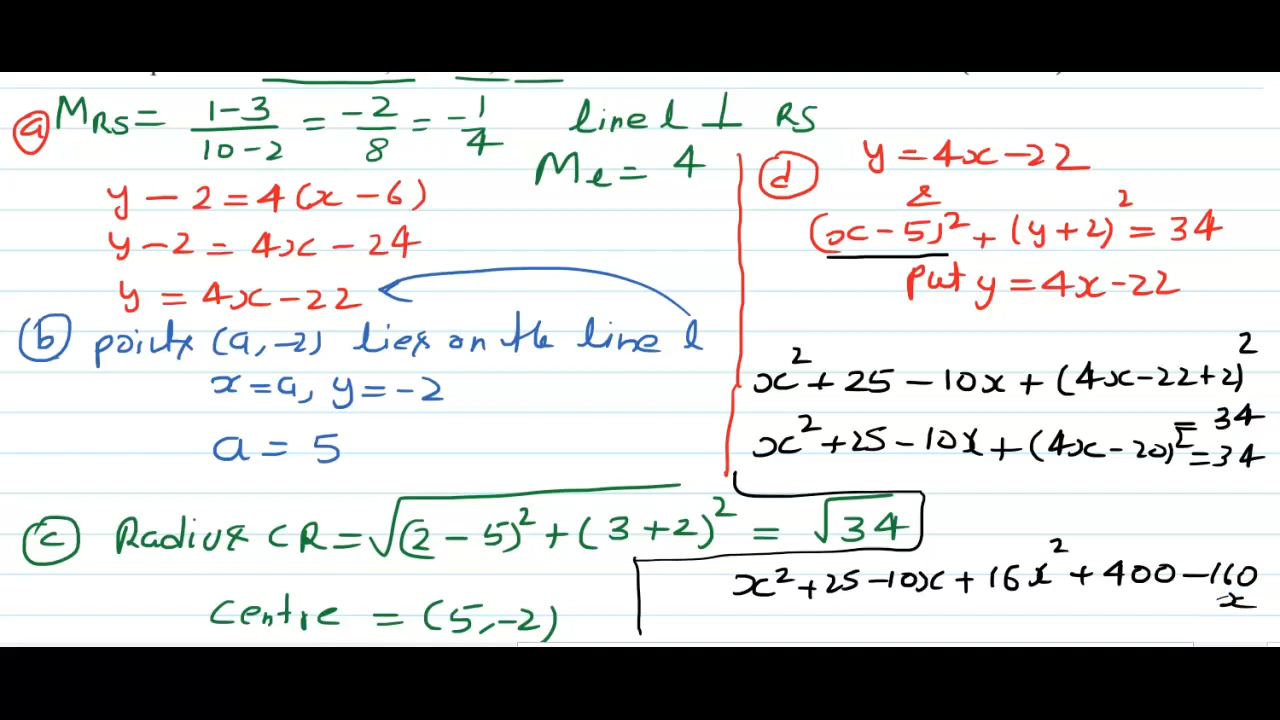 (a) M_RS = (1-3)/(10-2) = -2/8 = -1/4 line l ⊥ RS
M_l = 4
y - 2 = 4(x - 6)
y - 2 = 4x - 24
y = 4x - 22
(b) points (a, -2) lies on the line l
x = a, y = -2
a = 5
(c) Radius CR = √((2 - 5)² + (3 + 2)²) = √34
Centre = (5, -2)
(d) y = 4x - 22
&
(x - 5)² + (y + 2)² = 34
put y = 4x - 22
x² + 25 - 10x + (4x - 22 + 2)²
= 34
x² + 25 - 10x + (4x - 20)² = 34
x² + 25 - 10x + 16x² + 400 - 160
x